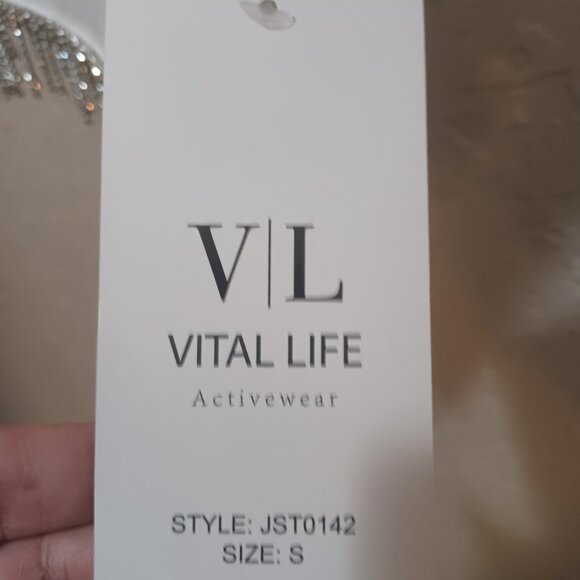 V|L
VITAL LIFE
Activewear
STYLE: JST0142
SIZE: S